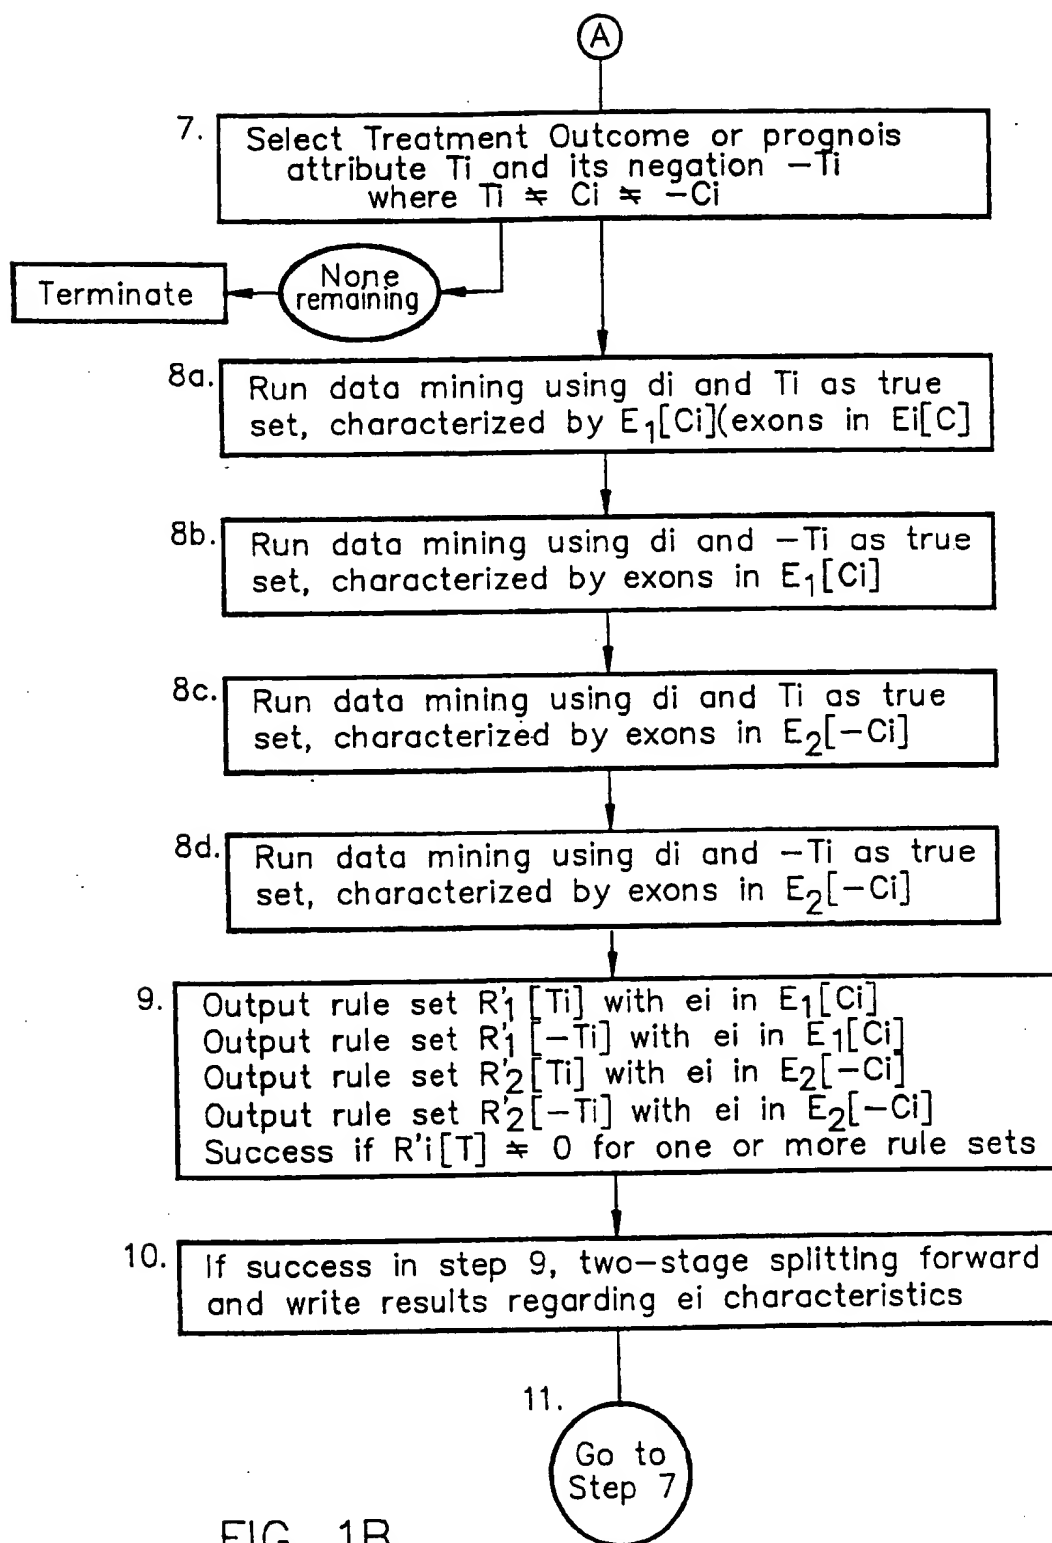 A
7.
Select Treatment Outcome or prognois
attribute Ti and its negation −Ti
where Ti ≠ Ci ≠ −Ci
None
remaining
Terminate
8a.
Run data mining using di and Ti as true
set, characterized by E1[Ci](exons in Ei[C]
8b.
Run data mining using di and −Ti as true
set, characterized by exons in E1[Ci]
8c.
Run data mining using di and Ti as true
set, characterized by exons in E2[−Ci]
8d.
Run data mining using di and −Ti as true
set, characterized by exons in E2[−Ci]
9.
Output rule set R'1 [Ti] with ei in E1[Ci]
Output rule set R'1 [−Ti] with ei in E1[Ci]
Output rule set R'2[Ti] with ei in E2[−Ci]
Output rule set R'2[−Ti] with ei in E2[−Ci]
Success if R'i[T] ≠ 0 for one or more rule sets
10.
If success in step 9, two−stage splitting forward
and write results regarding ei characteristics
11.
Go to
Step 7
FIG. 1B